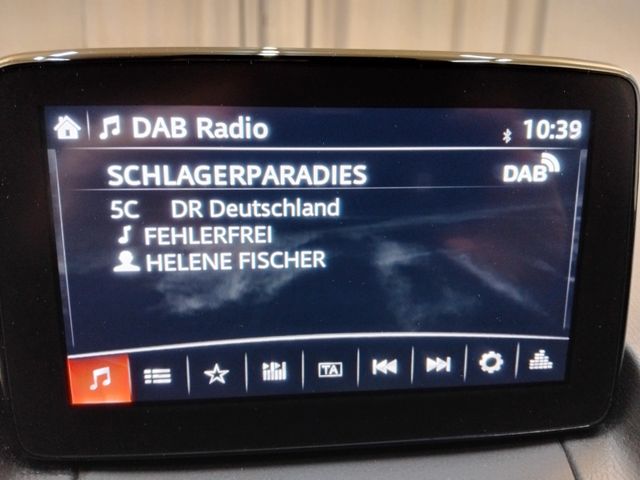 DAB Radio 10:39
SCHLAGERPARADIES DAB
5C DR Deutschland
FEHLERFREI
HELENE FISCHER
TA